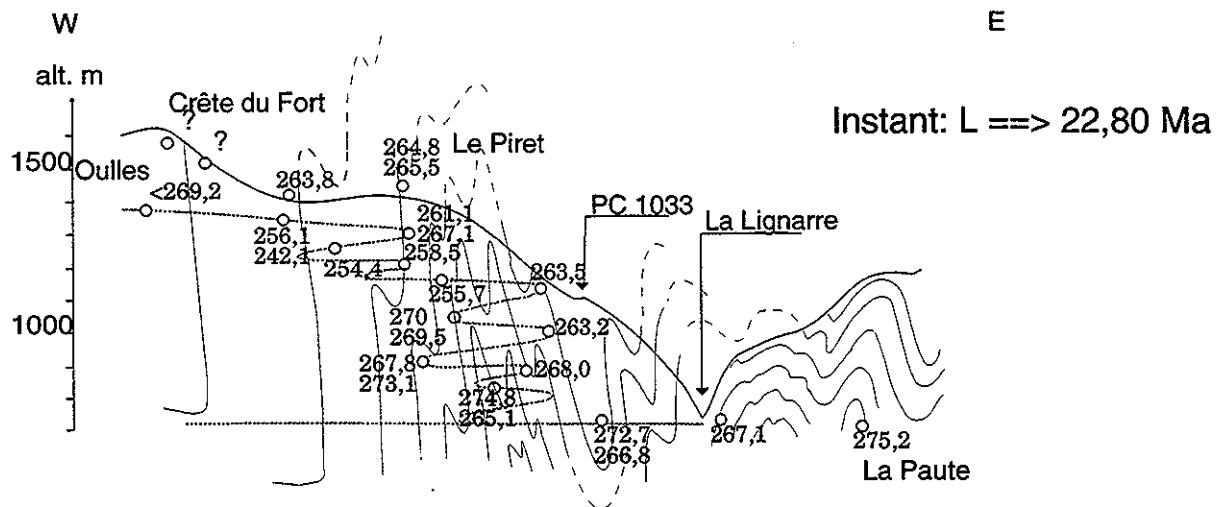 W
E
alt. m
Crête du Fort
?
?
Instant: L ==> 22,80 Ma
1500
Oulles
<269,2
263,8
264,8
265,5
Le Piret
PC 1033
La Lignarre
256,1
242,1
261,1
267,1
258,5
254,4
255,7
263,5
1000
270
269,5
263,2
267,8
273,1
268,0
274,8
265,1
272,7
266,8
267,1
275,2
La Paute